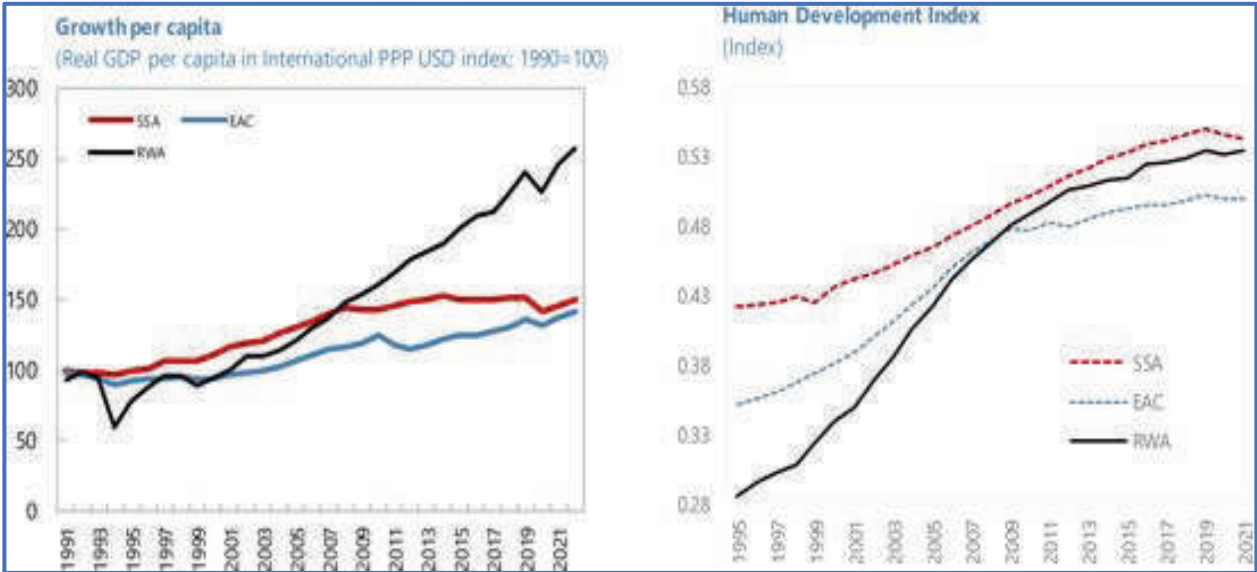 Growth per capita
(Real GDP per capita in International PPP USD index: 1990=100)
300
250
200
150
100
50
0
SSA EAC
RWA
1991 1993 1995 1997 1999 2001 2003 2005 2007 2009 2011 2013 2015 2017 2019 2021
Human Development Index
(Index)
0.58
0.53
0.48
0.43
0.38
0.33
0.28
SSA
EAC
RWA
1995 1997 1999 2001 2003 2005 2007 2009 2011 2013 2015 2017 2019 2021